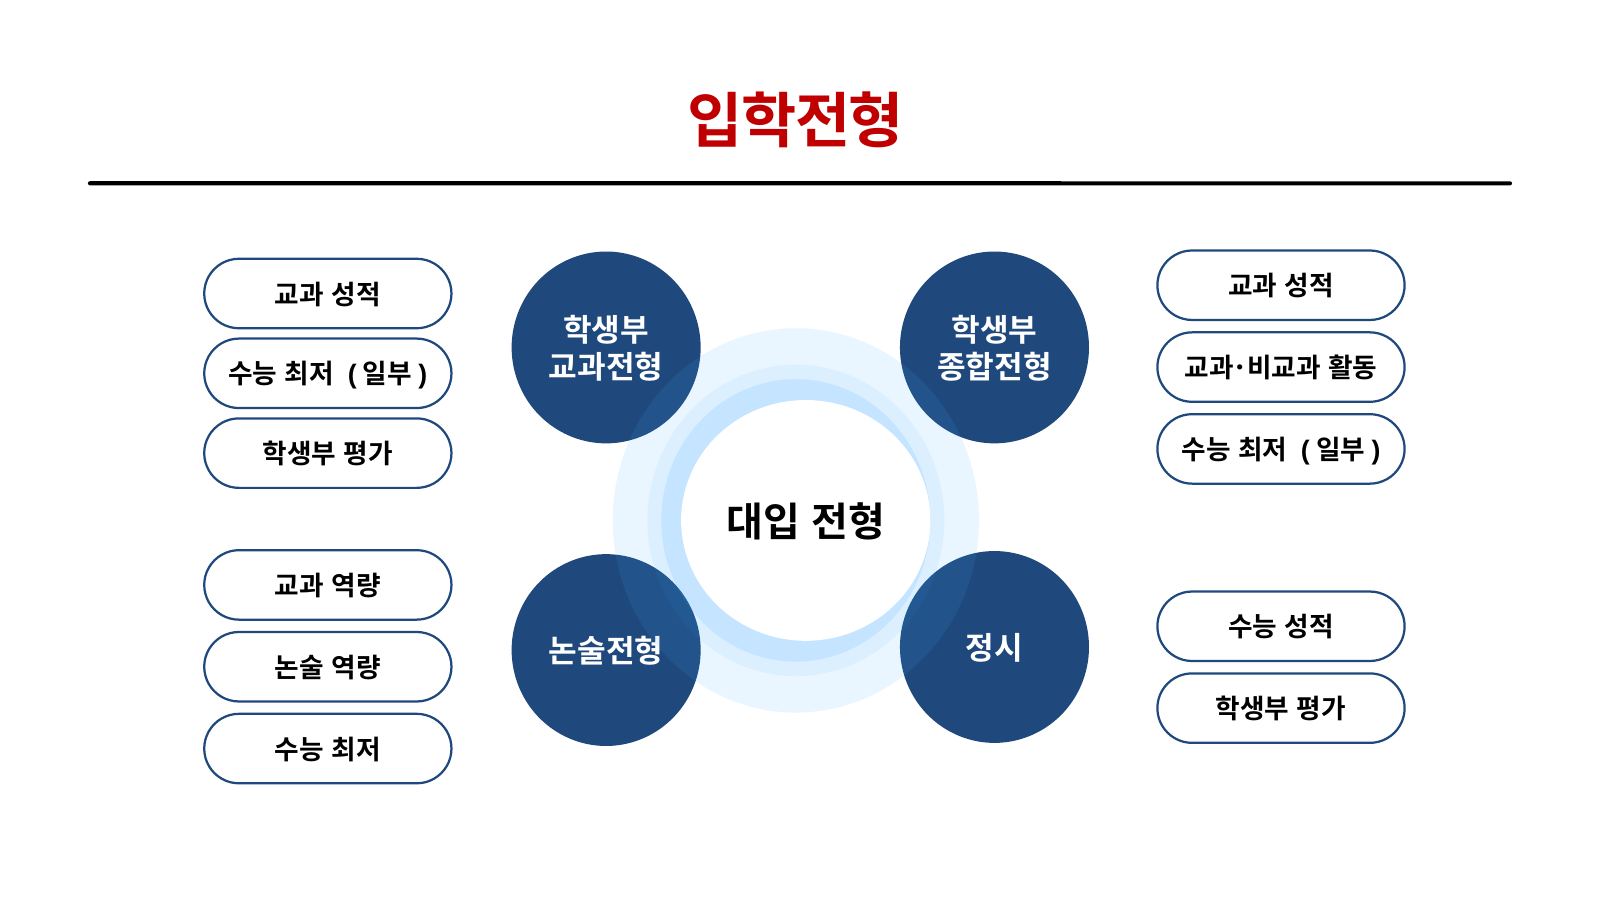 입학전형
교과 성적
수능 최저 (일부)
학생부 평가
학생부
교과전형
학생부
종합전형
교과 성적
교과·비교과 활동
수능 최저 (일부)
대입 전형
교과 역량
논술 역량
수능 최저
논술전형
정시
수능 성적
학생부 평가